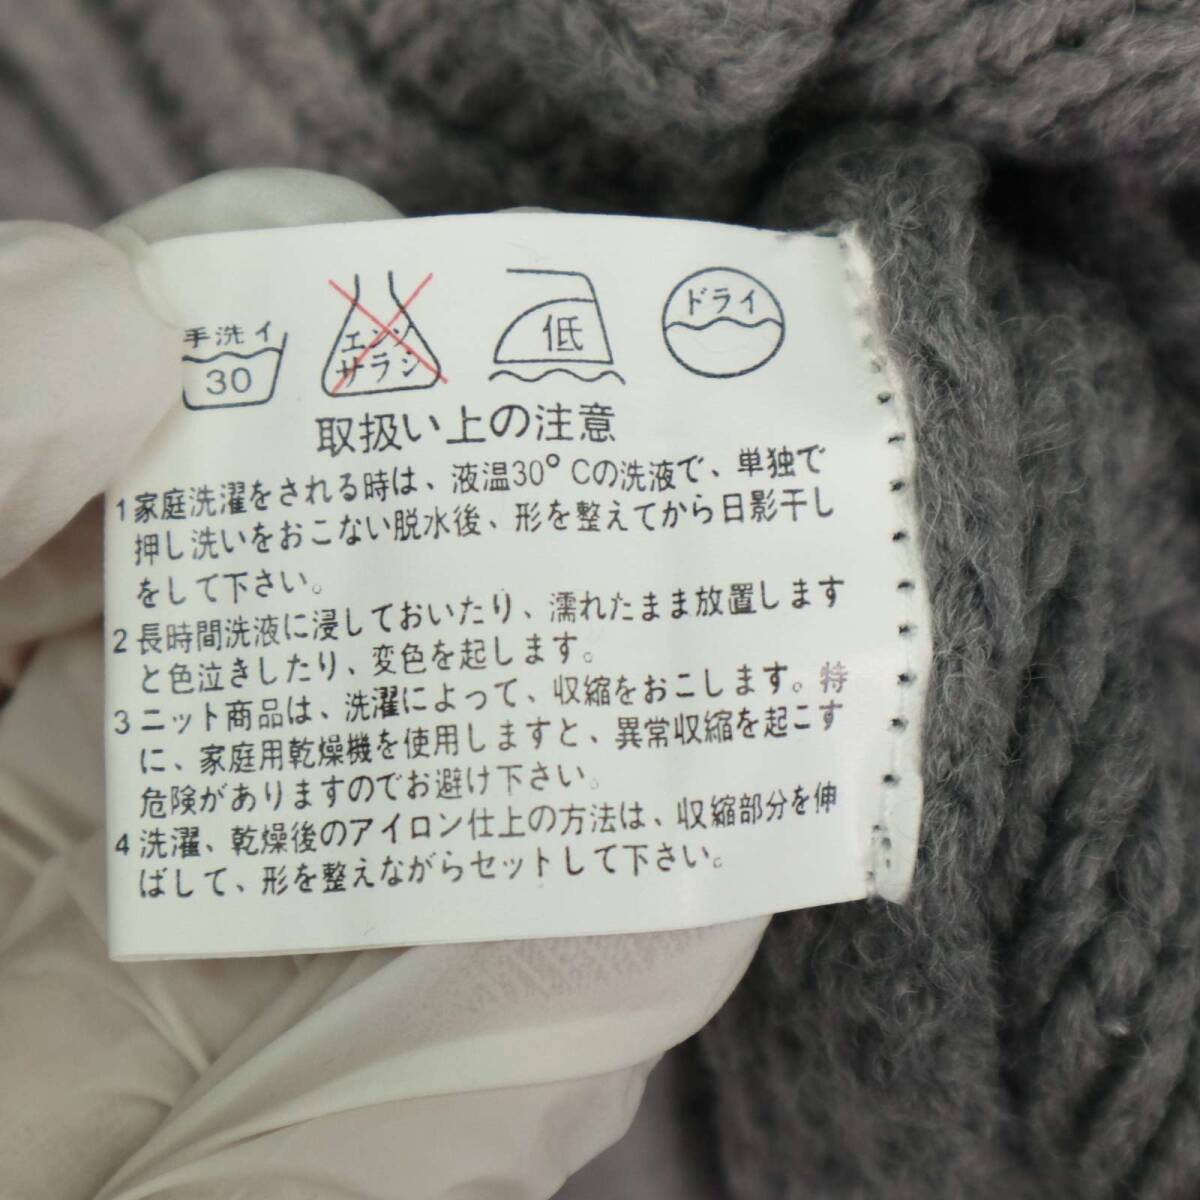 手洗イ
30
エンソ
サラシ
低
ドライ
取扱い上の注意
1 家庭洗濯をされる時は、液温30°Cの洗液で、単独で
押し洗いをおこない脱水後、形を整えてから日影干し
をして下さい。
2 長時間洗液に浸しておいたり、濡れたまま放置します
と色泣きしたり、変色を起します。
3 ニット商品は、洗濯によって、収縮をおこします。特
に、家庭用乾燥機を使用しますと、異常収縮を起こす
危険がありますのでお避け下さい。
4 洗濯、乾燥後のアイロン仕上の方法は、収縮部分を伸
ばして、形を整えながらセットして下さい。